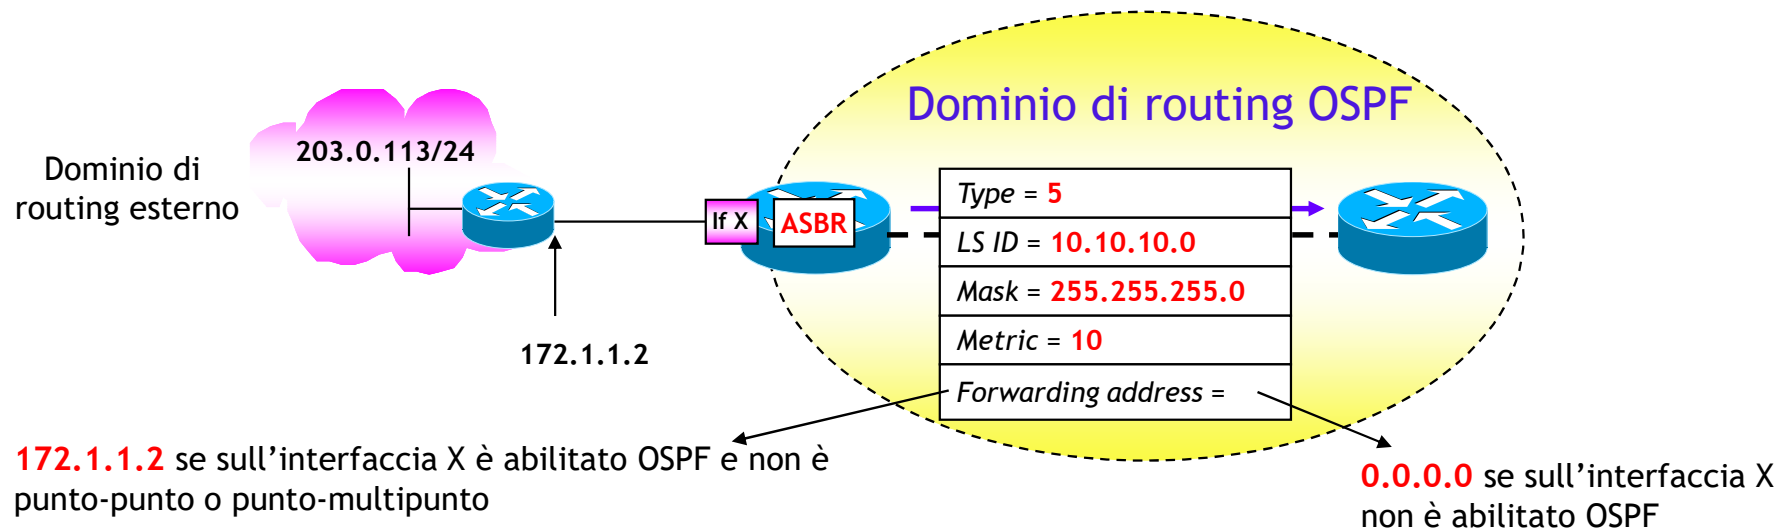 Dominio di routing OSPF
203.0.113/24
Dominio di
routing esterno
If X
ASBR
Type = 5
LS ID = 10.10.10.0
Mask = 255.255.255.0
Metric = 10
Forwarding address =
172.1.1.2
172.1.1.2 se sull’interfaccia X è abilitato OSPF e non è
punto-punto o punto-multipunto
0.0.0.0 se sull’interfaccia X
non è abilitato OSPF